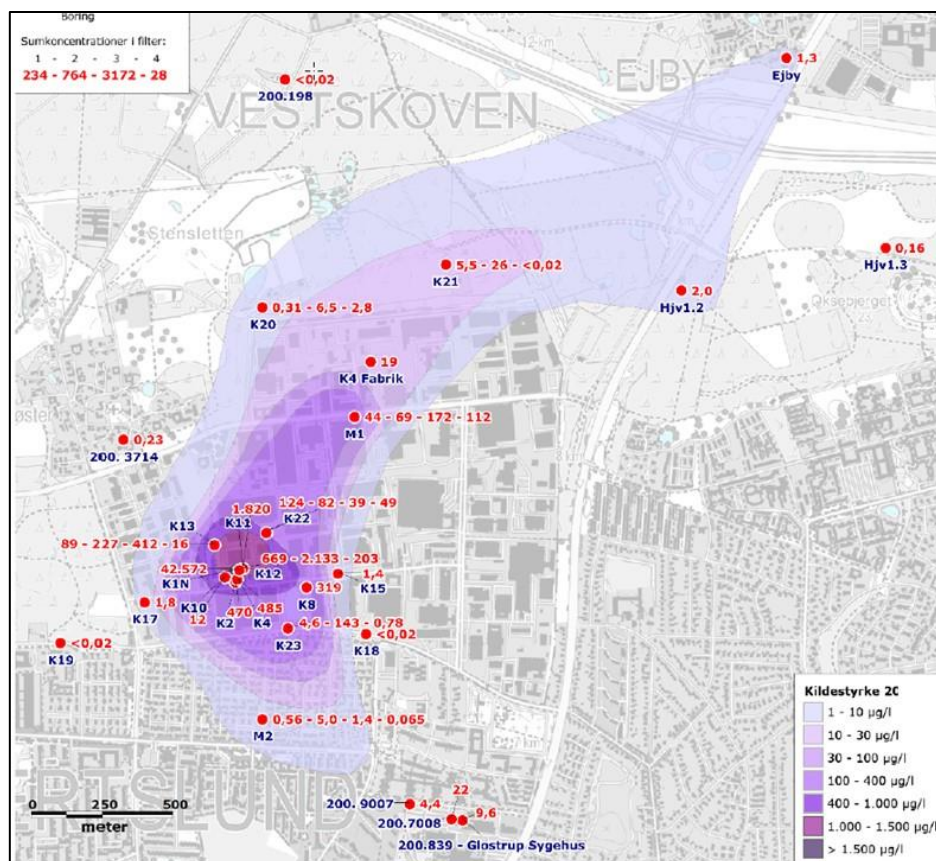 Boring
Sumkoncentrationer i filter:
1 - 2 - 3 - 4
234 - 764 - 3172 - 28
<0,02
200.198
VESTSKOVEN
EJBY
1,3
Ejby
Stensletten
5,5 - 26 - <0,02
K21
0,16
Hjv1.3
2,0
Hjv1.2
0,31 - 6,5 - 2,8
K20
19
K4 Fabrik
44 - 69 - 172 - 112
M1
0,23
200. 3714
1.820
124 - 82 - 39 - 49
K11
K22
K13
89 - 227 - 412 - 16
669 - 2.133 - 203
42.572
K12
K1N
1,4
K15
319
K8
K10
1,8
K17
12
K2
470
485
K4
4,6 - 143 - 0,78
K23
<0,02
K18
<0,02
K19
0,56 - 5,0 - 1,4 - 0,065
M2
RTSLUND
0 200 500
meter
200. 9007
4,4
22
200.7008
9,6
200.839 - Glostrup Sygehus
Kildestyrke 20
1 - 10 µg/l
10 - 30 µg/l
30 - 100 µg/l
100 - 400 µg/l
400 - 1.000 µg/l
1.000 - 1.500 µg/l
> 1.500 µg/l